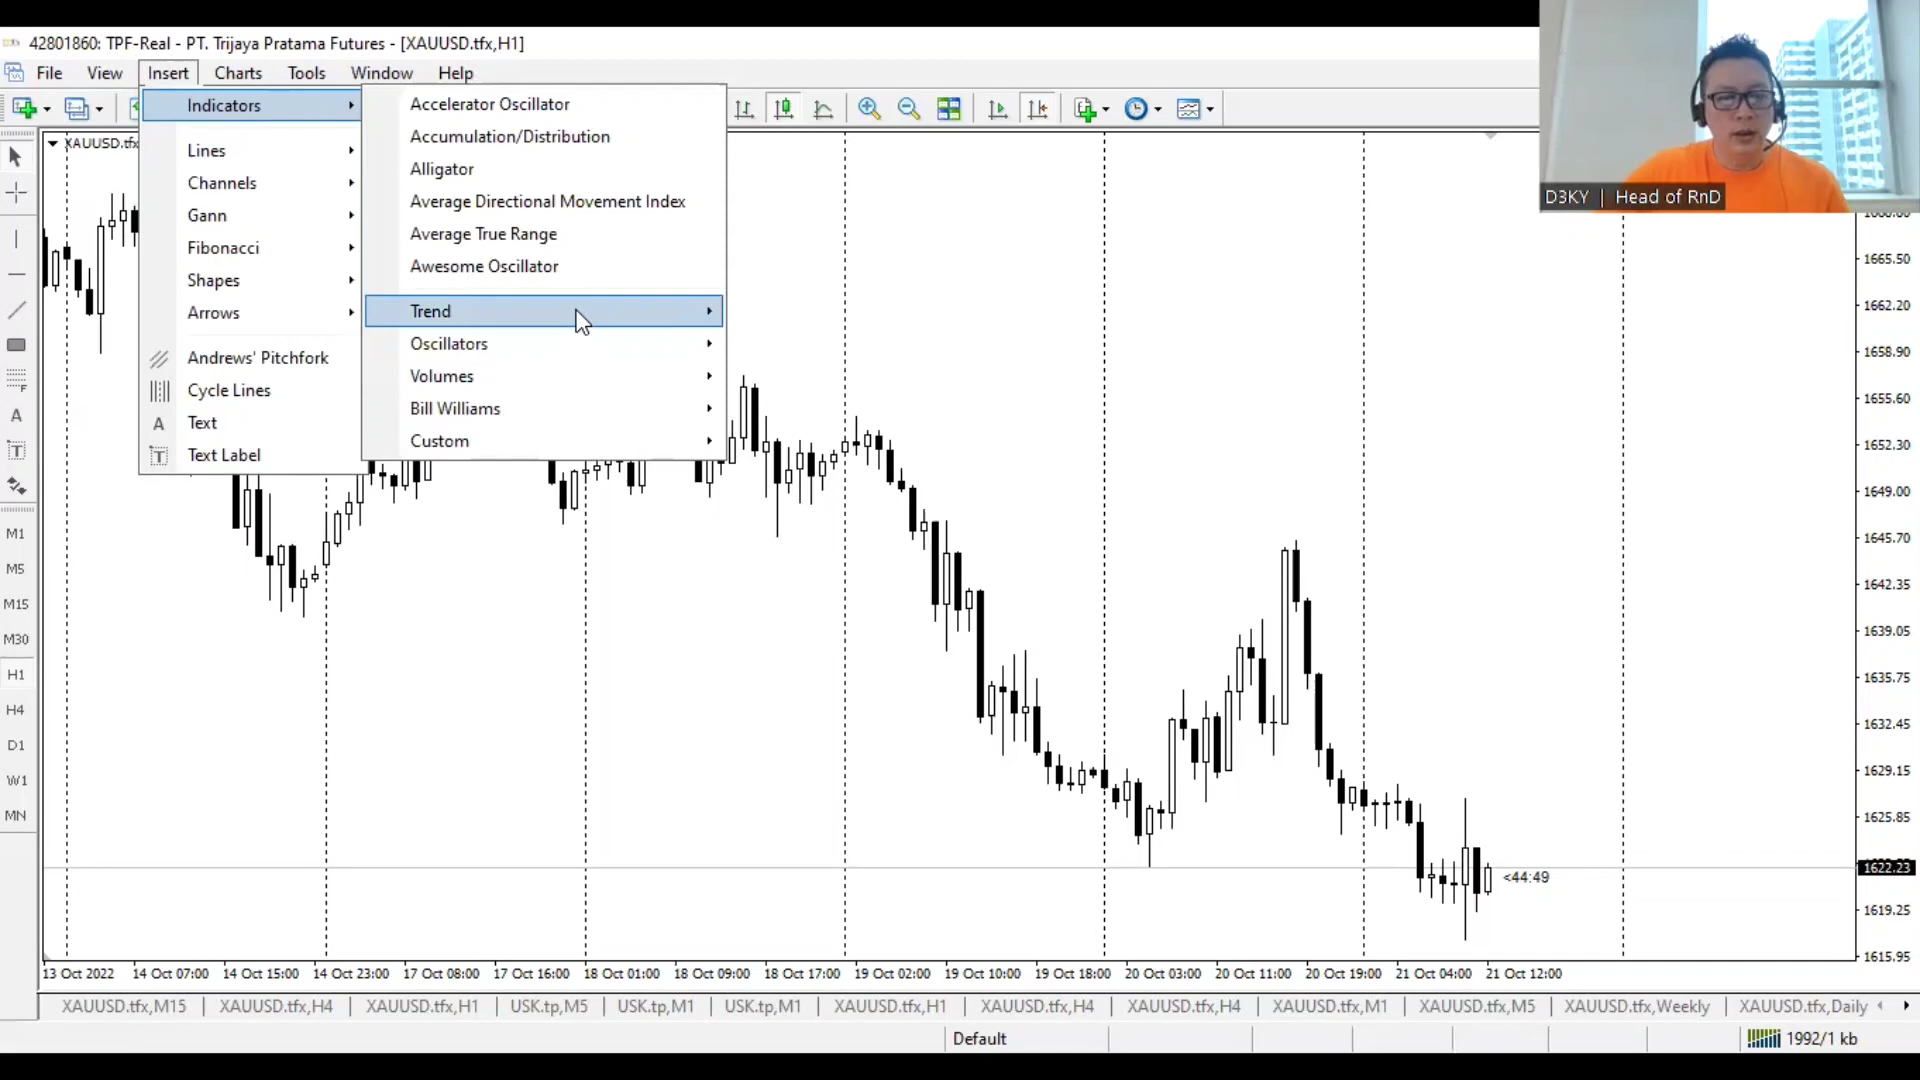 42801860: TPF-Real - PT. Trijaya Pratama Futures - [XAUUSD.tfx,H1]
File View Insert Charts Tools Window Help
Indicators
Lines
Channels
Gann
Fibonacci
Shapes
Arrows
Andrews' Pitchfork
Cycle Lines
A Text
T Text Label
Accelerator Oscillator
Accumulation/Distribution
Alligator
Average Directional Movement Index
Average True Range
Awesome Oscillator
Trend
Oscillators
Volumes
Bill Williams
Custom
D3KY | Head of RnD
XAUUSD.tfx
F
A
T
M1
M5
M15
M30
H1
H4
D1
W1
MN
1665.50
1662.20
1658.90
1655.60
1652.30
1649.00
1645.70
1642.35
1639.05
1635.75
1632.45
1629.15
1625.85
1622.23
1619.25
1615.95
<44:49
13 Oct 2022 14 Oct 07:00 14 Oct 15:00 14 Oct 23:00 17 Oct 08:00 17 Oct 16:00 18 Oct 01:00 18 Oct 09:00 18 Oct 17:00 19 Oct 02:00 19 Oct 10:00 19 Oct 18:00 20 Oct 03:00 20 Oct 11:00 20 Oct 19:00 21 Oct 04:00 21 Oct 12:00
XAUUSD.tfx,M15 XAUUSD.tfx,H4 XAUUSD.tfx,H1 USK.tp,M5 USK.tp,M1 USK.tp,M1 XAUUSD.tfx,H1 XAUUSD.tfx,H4 XAUUSD.tfx,H4 XAUUSD.tfx,M1 XAUUSD.tfx,M5 XAUUSD.tfx,Weekly XAUUSD.tfx,Daily
Default
1992/1 kb